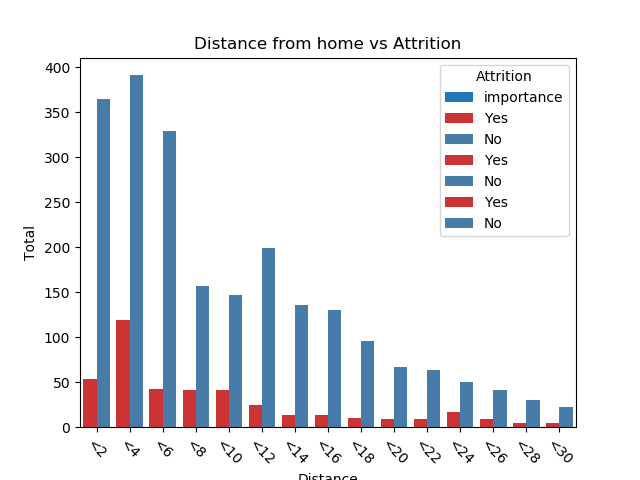 Distance from home vs Attrition
Total
400
350
300
250
200
150
100
50
0
Attrition
importance
Yes
No
Yes
No
Yes
No
<2
<4
<6
<8
<10
<12
<14
<16
<18
<20
<22
<24
<26
<28
<30
Distance